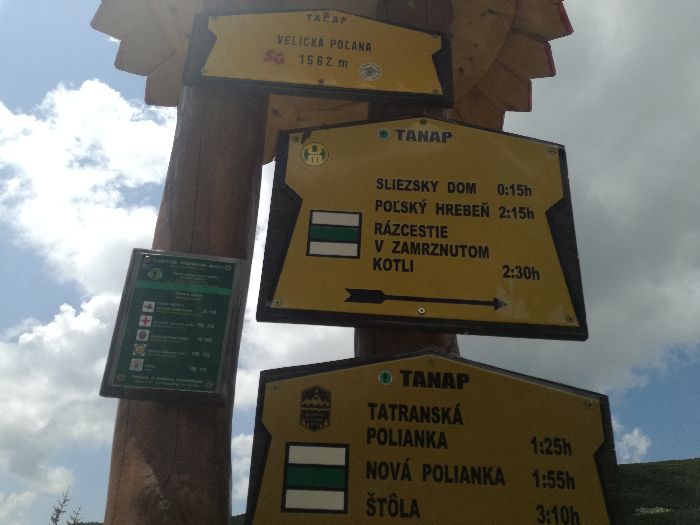 TANAP
VELICKÁ POĽANA
SG 1562 m
TANAP
SLIEZSKY DOM 0:15h
POĽSKÝ HREBEŇ 2:15h
RÁZCESTIE
V ZAMRZNUTOM
KOTLI 2:30h
TANAP
TATRANSKÁ
POLIANKA 1:25h
NOVÁ POLIANKA 1:55h
ŠTÔLA 3:10h